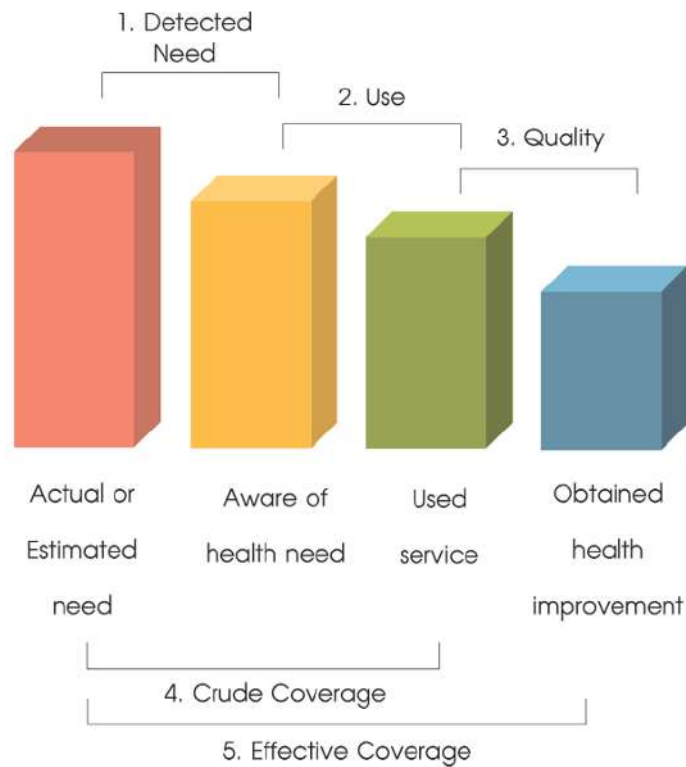 1. Detected
Need
2. Use
3. Quality
Actual or
Estimated
need
Aware of
health need
Used
service
Obtained
health
improvement
4. Crude Coverage
5. Effective Coverage